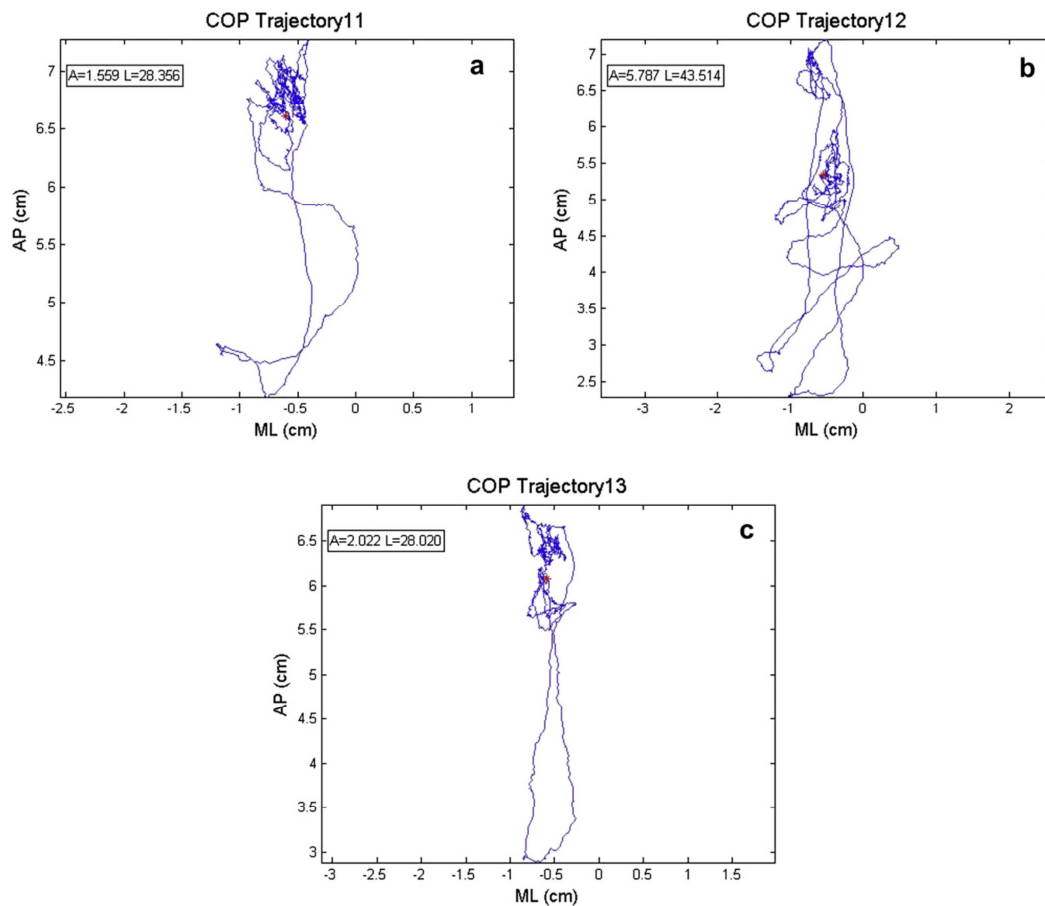 COP Trajectory11
a
A=1.559 L=28.356
7
6.5
6
5.5
5
4.5
AP (cm)
-2.5 -2 -1.5 -1 -0.5 0 0.5 1
ML (cm)
COP Trajectory12
b
A=5.787 L=43.514
7
6.5
6
5.5
5
4.5
4
3.5
3
2.5
AP (cm)
-3 -2 -1 0 1 2
ML (cm)
COP Trajectory13
c
A=2.022 L=28.020
6.5
6
5.5
5
4.5
4
3.5
3
AP (cm)
-3 -2.5 -2 -1.5 -1 -0.5 0 0.5 1 1.5
ML (cm)